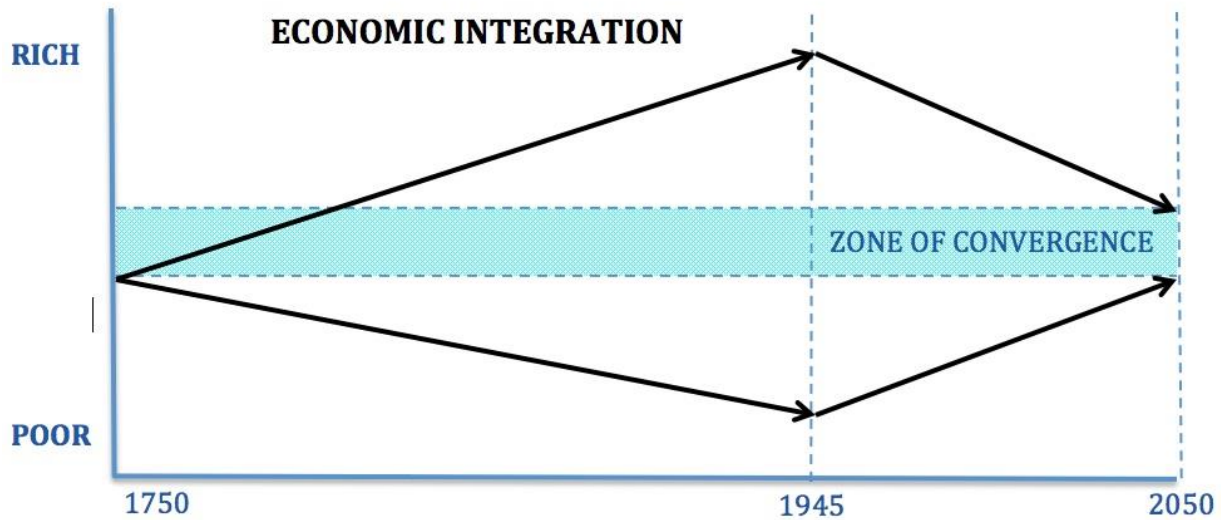 ECONOMIC INTEGRATION
RICH
ZONE OF CONVERGENCE
POOR
1750
1945
2050